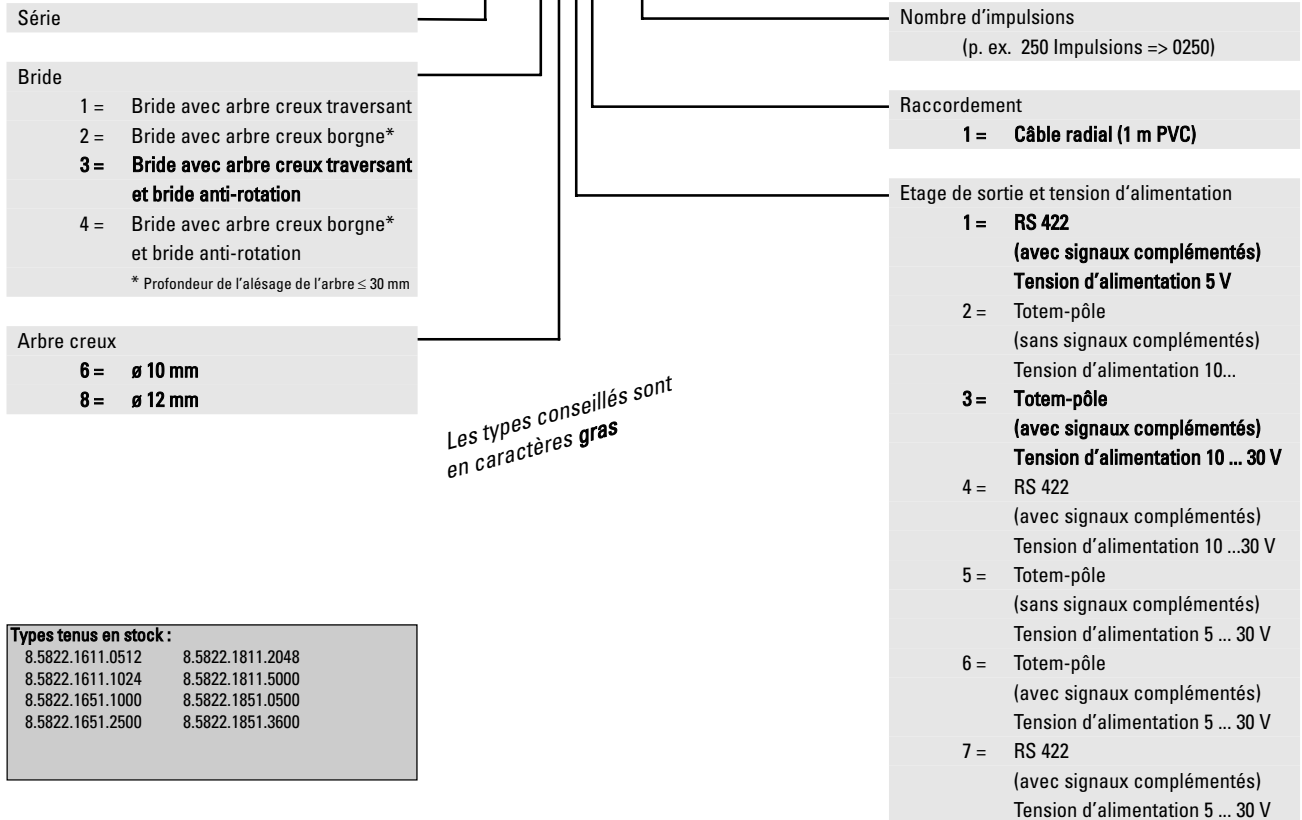 Série
Bride
1 = Bride avec arbre creux traversant
2 = Bride avec arbre creux borgne*
3 = Bride avec arbre creux traversant
et bride anti-rotation
4 = Bride avec arbre creux borgne*
et bride anti-rotation
* Profondeur de l'alésage de l'arbre ≤ 30 mm
Arbre creux
6 = ø 10 mm
8 = ø 12 mm
Les types conseillés sont
en caractères gras
Types tenus en stock :
8.5822.1611.0512 8.5822.1811.2048
8.5822.1611.1024 8.5822.1811.5000
8.5822.1651.1000 8.5822.1851.0500
8.5822.1651.2500 8.5822.1851.3600
Nombre d'impulsions
(p. ex. 250 Impulsions => 0250)
Raccordement
1 = Câble radial (1 m PVC)
Etage de sortie et tension d'alimentation
1 = RS 422
(avec signaux complémentés)
Tension d'alimentation 5 V
2 = Totem-pôle
(sans signaux complémentés)
Tension d'alimentation 10...
3 = Totem-pôle
(avec signaux complémentés)
Tension d'alimentation 10 ... 30 V
4 = RS 422
(avec signaux complémentés)
Tension d'alimentation 10 ...30 V
5 = Totem-pôle
(sans signaux complémentés)
Tension d'alimentation 5 ... 30 V
6 = Totem-pôle
(avec signaux complémentés)
Tension d'alimentation 5 ... 30 V
7 = RS 422
(avec signaux complémentés)
Tension d'alimentation 5 ... 30 V